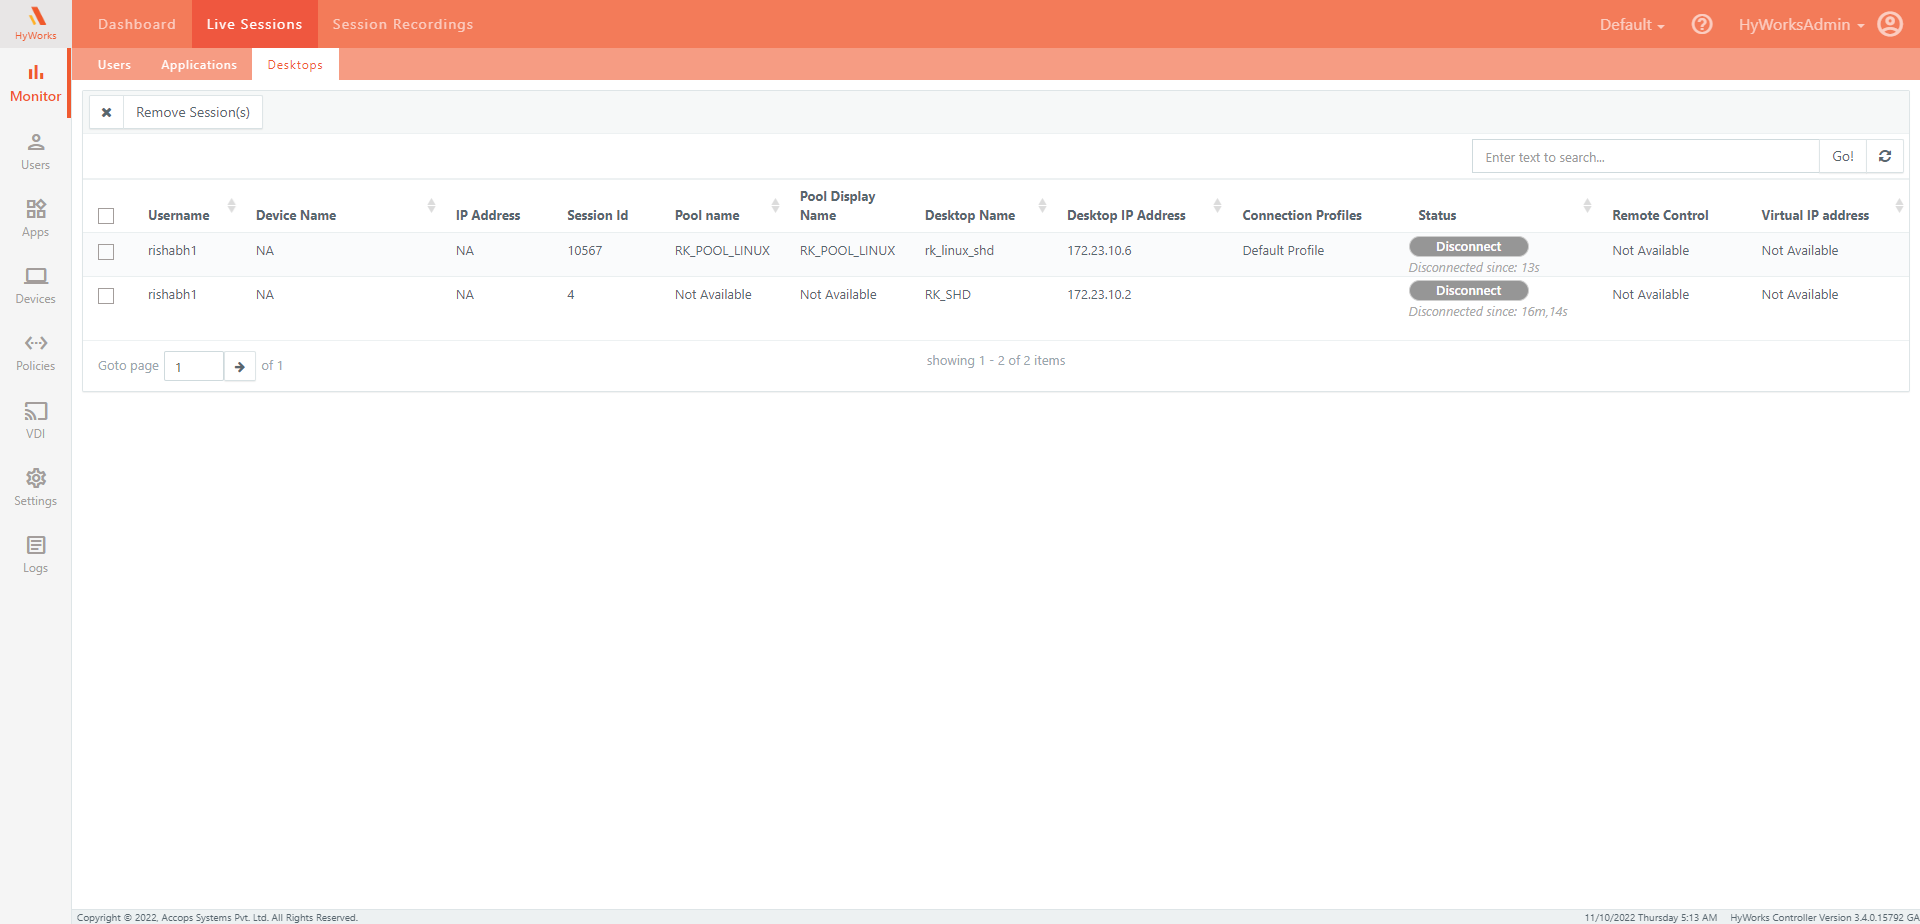 HyWorks
Dashboard
Live Sessions
Session Recordings
Default
HyWorksAdmin
Users
Applications
Desktops
Monitor
Users
Apps
Devices
Policies
VDI
Settings
Logs
Remove Session(s)
Enter text to search...
Go!
Username Device Name IP Address Session Id Pool name Pool Display Name Desktop Name Desktop IP Address Connection Profiles Status Remote Control Virtual IP address
rishabh1 NA NA 10567 RK_POOL_LINUX RK_POOL_LINUX rk_linux_shd 172.23.10.6 Default Profile Disconnect Not Available Not Available
Disconnected since: 13s
rishabh1 NA NA 4 Not Available Not Available RK_SHD 172.23.10.2 Disconnect Not Available Not Available
Disconnected since: 16m,14s
Goto page 1 of 1
showing 1 - 2 of 2 items
Copyright © 2022, Accops Systems Pvt. Ltd. All Rights Reserved.
11/10/2022 Thursday 5:13 AM HyWorks Controller Version 3.4.0.15792 GA